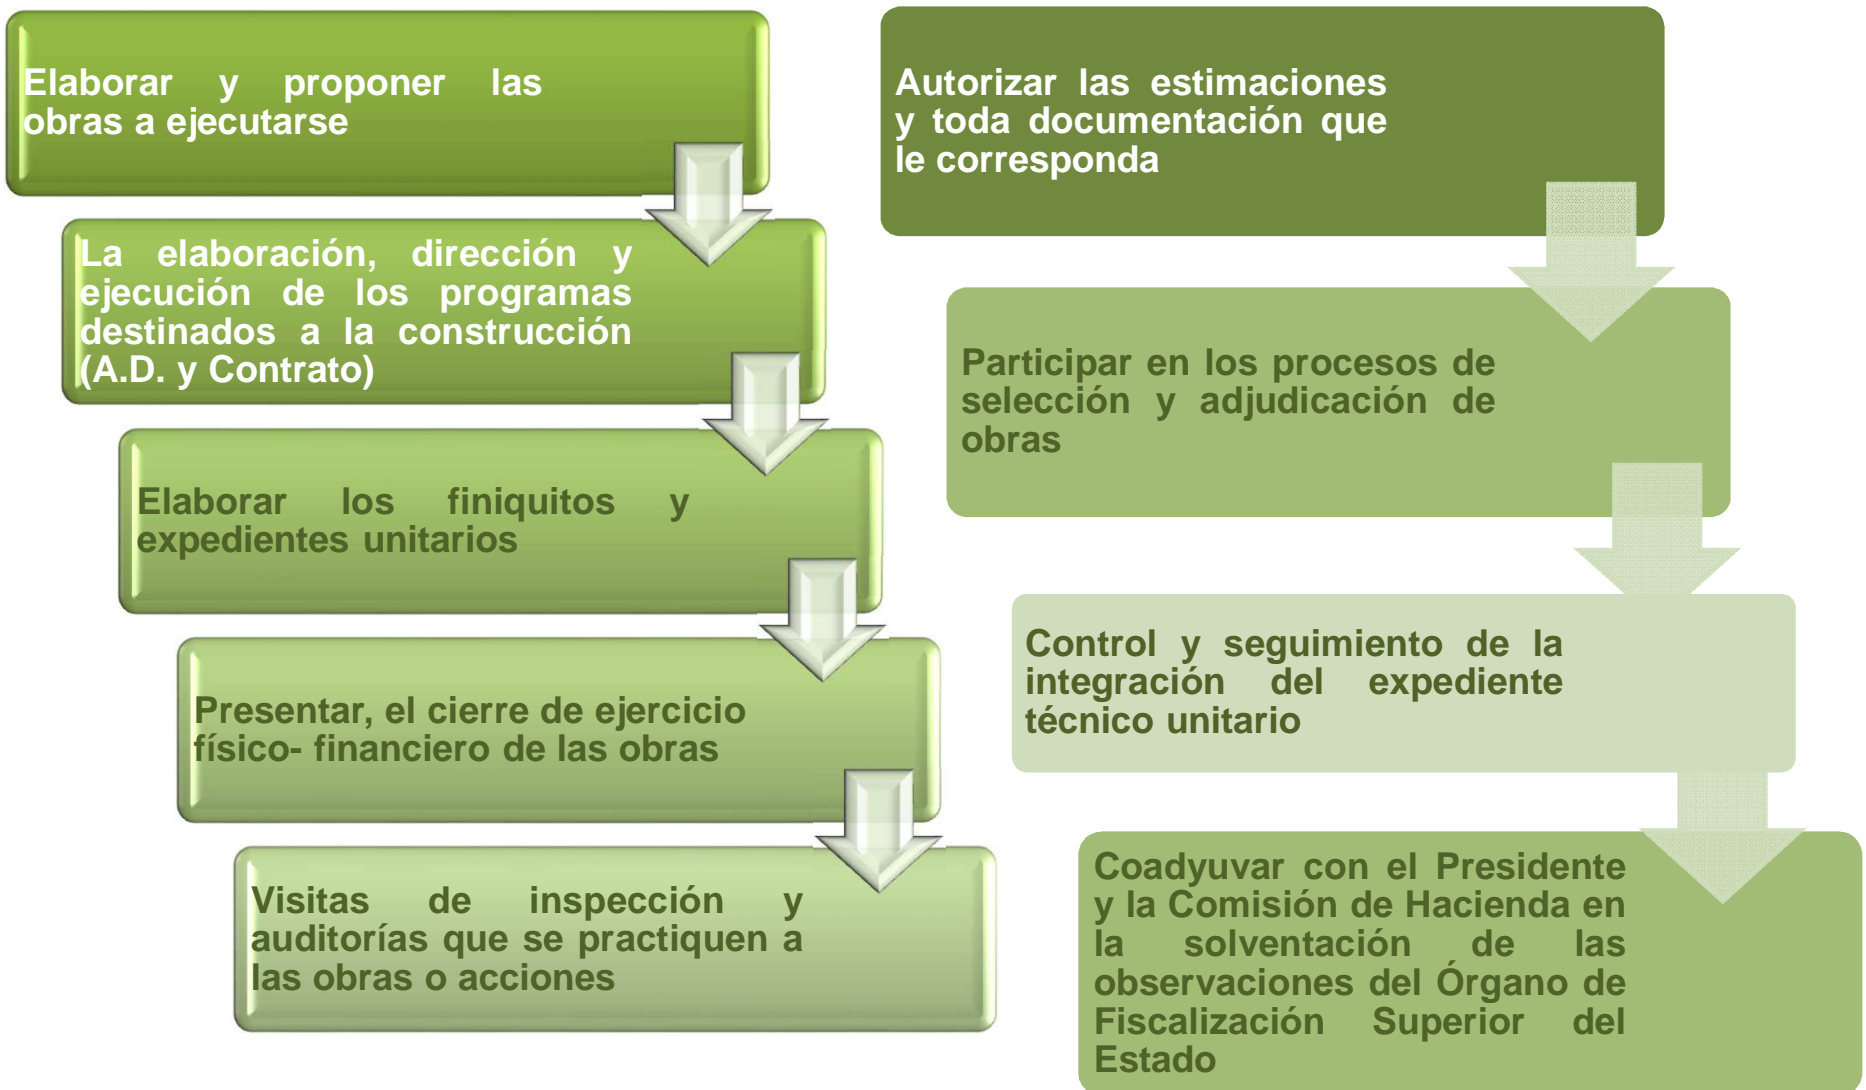 Elaborar y proponer las
obras a ejecutarse
La elaboración, dirección y
ejecución de los programas
destinados a la construcción
(A.D. y Contrato)
Elaborar los finiquitos y
expedientes unitarios
Presentar, el cierre de ejercicio
físico- financiero de las obras
Visitas de inspección y
auditorías que se practiquen a
las obras o acciones
Autorizar las estimaciones
y toda documentación que
le corresponda
Participar en los procesos de
selección y adjudicación de
obras
Control y seguimiento de la
integración del expediente
técnico unitario
Coadyuvar con el Presidente
y la Comisión de Hacienda en
la solventación de las
observaciones del Órgano de
Fiscalización Superior del
Estado